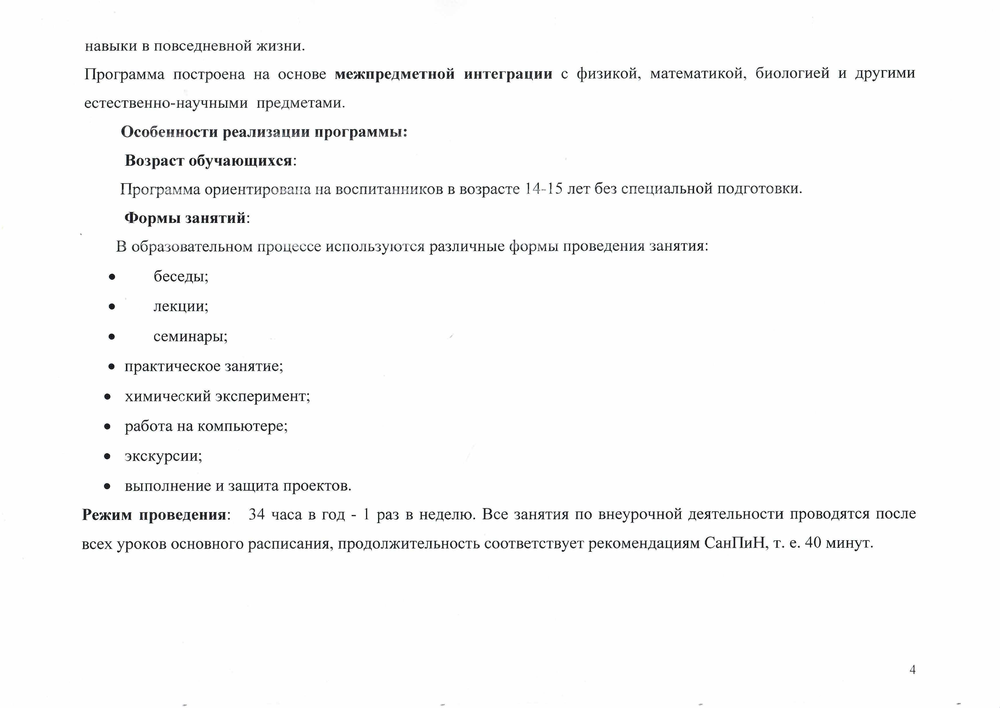 навыки в повседневной жизни.
Программа построена на основе межпредметной интеграции с физикой, математикой, биологией и другими
естественно-научными предметами.
Особенности реализации программы:
Возраст обучающихся:
Программа ориентирована на воспитанников в возрасте 14-15 лет без специальной подготовки.
Формы занятий:
В образовательном процессе используются различные формы проведения занятия:
• беседы;
• лекции;
• семинары;
• практическое занятие;
• химический эксперимент;
• работа на компьютере;
• экскурсии;
• выполнение и защита проектов.
Режим проведения: 34 часа в год - 1 раз в неделю. Все занятия по внеурочной деятельности проводятся после
всех уроков основного расписания, продолжительность соответствует рекомендациям СанПиН, т. е. 40 минут.
4